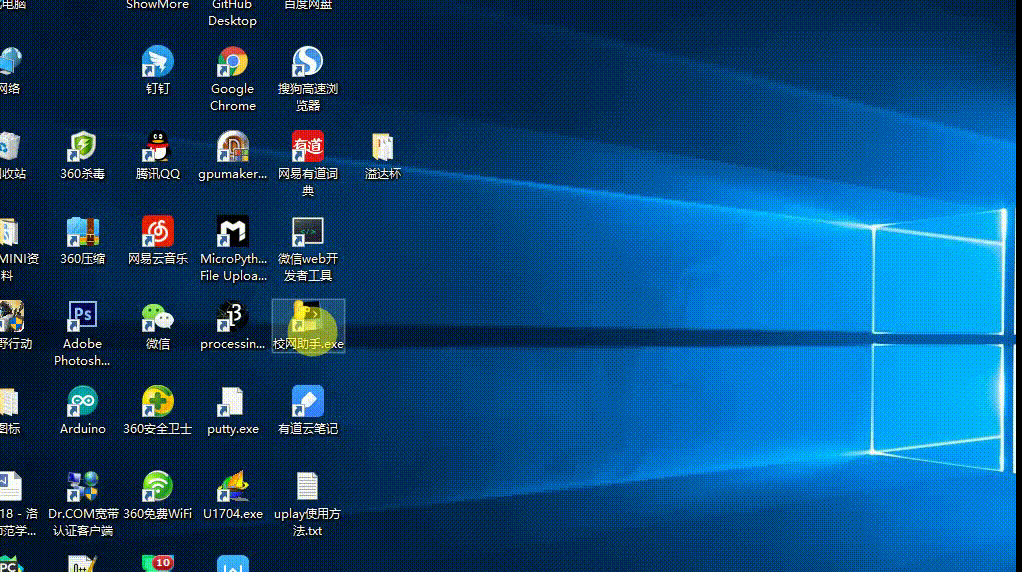 电脑
ShowMore
GitHub
Desktop
百度网盘
网络
钉钉
Google
Chrome
搜狗高速浏
览器
回收站
360杀毒
腾讯QQ
gpumaker...
有道
网易有道词
典
溢达杯
MINI资
料
360压缩
网易云音乐
MicroPyth...
File Uploa...
微信web开
发者工具
野行动
Ps
Adobe
Photosh...
微信
processin...
校网助手.exe
图标
Arduino
360安全卫士
putty.exe
有道云笔记
18 - 洛
范学...
Dr.COM宽带
认证客户端
360免费WiFi
U1704.exe
uplay使用方
法.txt
PC
10